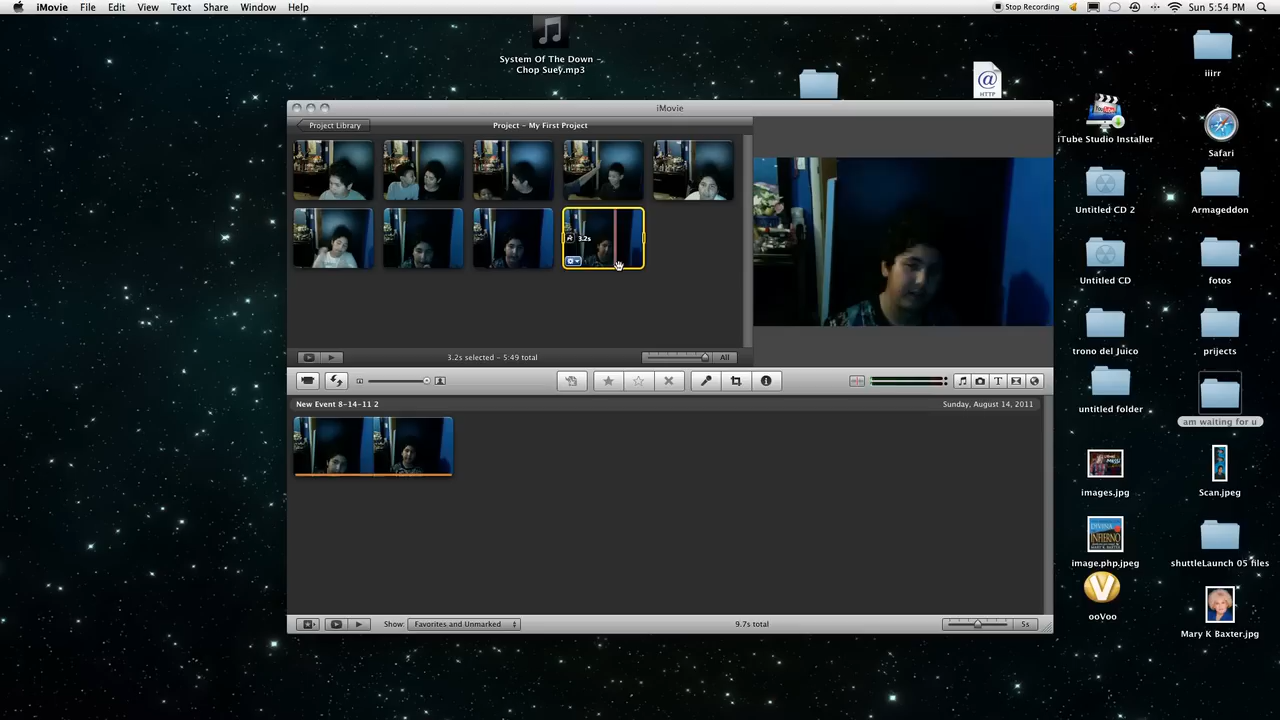 iMovie File Edit View Text Share Window Help
Stop Recording
Sun 5:54 PM
System Of The Down -
Chop Suey.mp3
HTTP
iiirr
iTube Studio Installer
Safari
Untitled CD 2
Armageddon
Untitled CD
fotos
trono del Juico
prijects
untitled folder
am waiting for u
images.jpg
Scan.jpeg
image.php.jpeg
shuttleLaunch 05 files
ooVoo
Mary K Baxter.jpg
iMovie
Project Library
Project - My First Project
3.2s
3.2s selected - 5:49 total
All
New Event 8-14-11 2
Sunday, August 14, 2011
Show: Favorites and Unmarked
9.7s total
5s